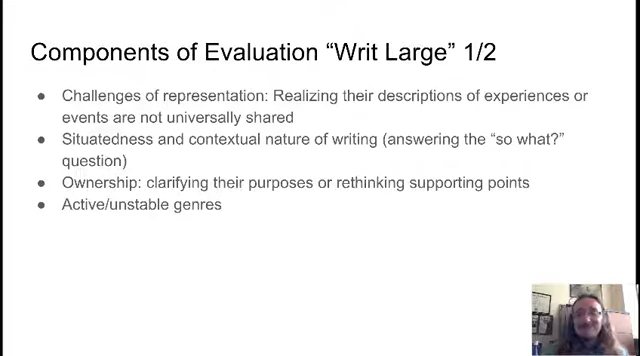 Components of Evaluation “Writ Large” 1/2
● Challenges of representation: Realizing their descriptions of experiences or
events are not universally shared
● Situatedness and contextual nature of writing (answering the “so what?”
question)
● Ownership: clarifying their purposes or rethinking supporting points
● Active/unstable genres